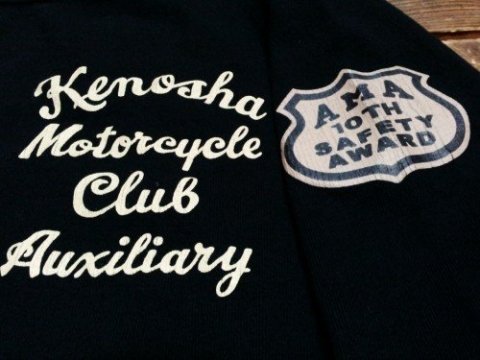 Kenosha
Motorcycle
Club
Auxiliary
AMA
10TH
SAFETY
AWARD